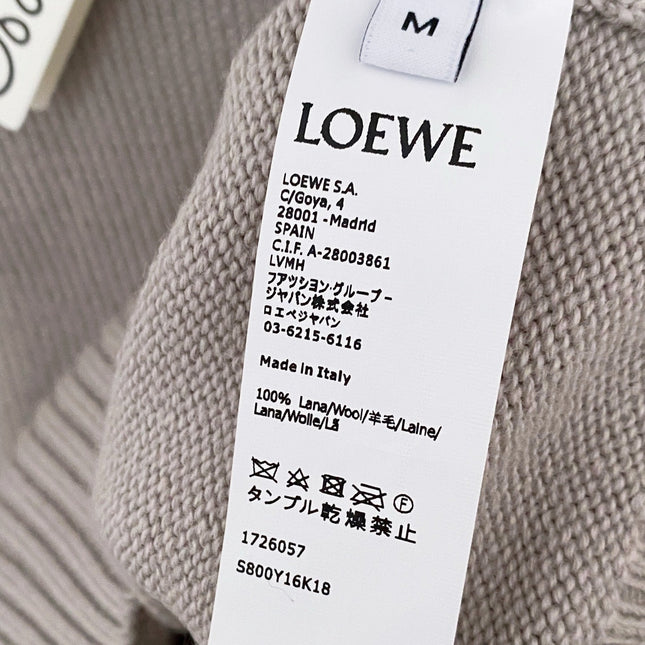 M
LOEWE
LOEWE S.A.
C/Goya, 4
28001 - Madrid
SPAIN
C.I.F. A-28003861
LVMH
ファッション・グループー
ジャパン株式会社
ロエベジャパン
03-6215-6116
Made in Italy
100% Lana/Wool/羊毛/Laine/
Lana/Wolle/Lã
F
タンブル乾燥禁止
1726057
S800Y16K18